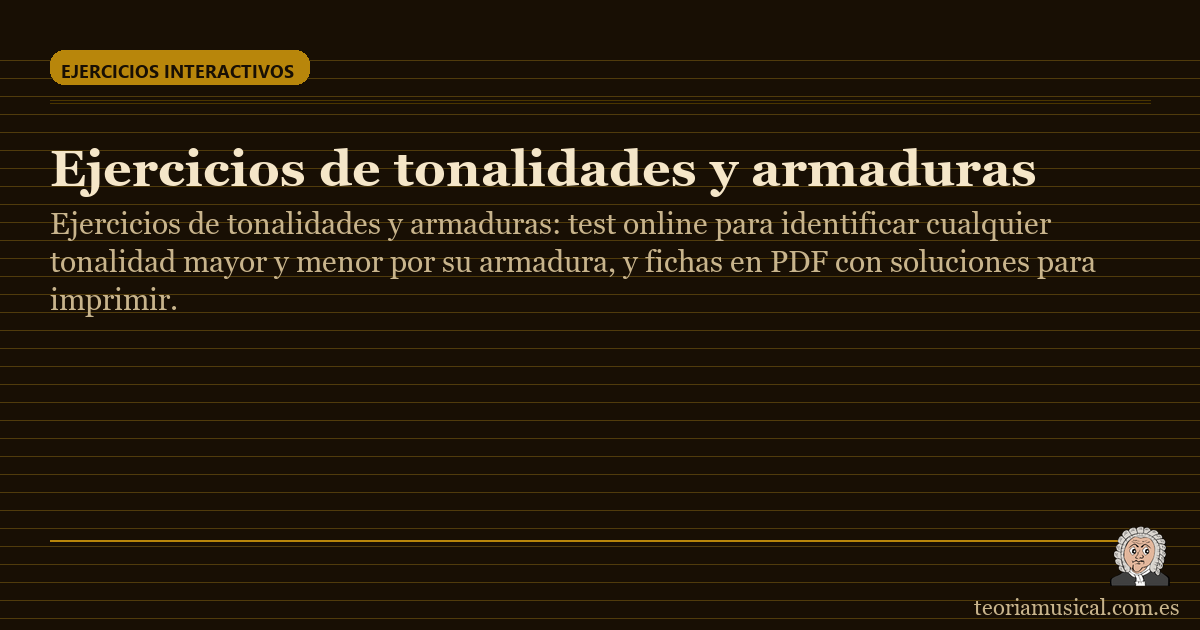 EJERCICIOS INTERACTIVOS
Ejercicios de tonalidades y armaduras
Ejercicios de tonalidades y armaduras: test online para identificar cualquier
tonalidad mayor y menor por su armadura, y fichas en PDF con soluciones para
imprimir.
teoriamusical.com.es